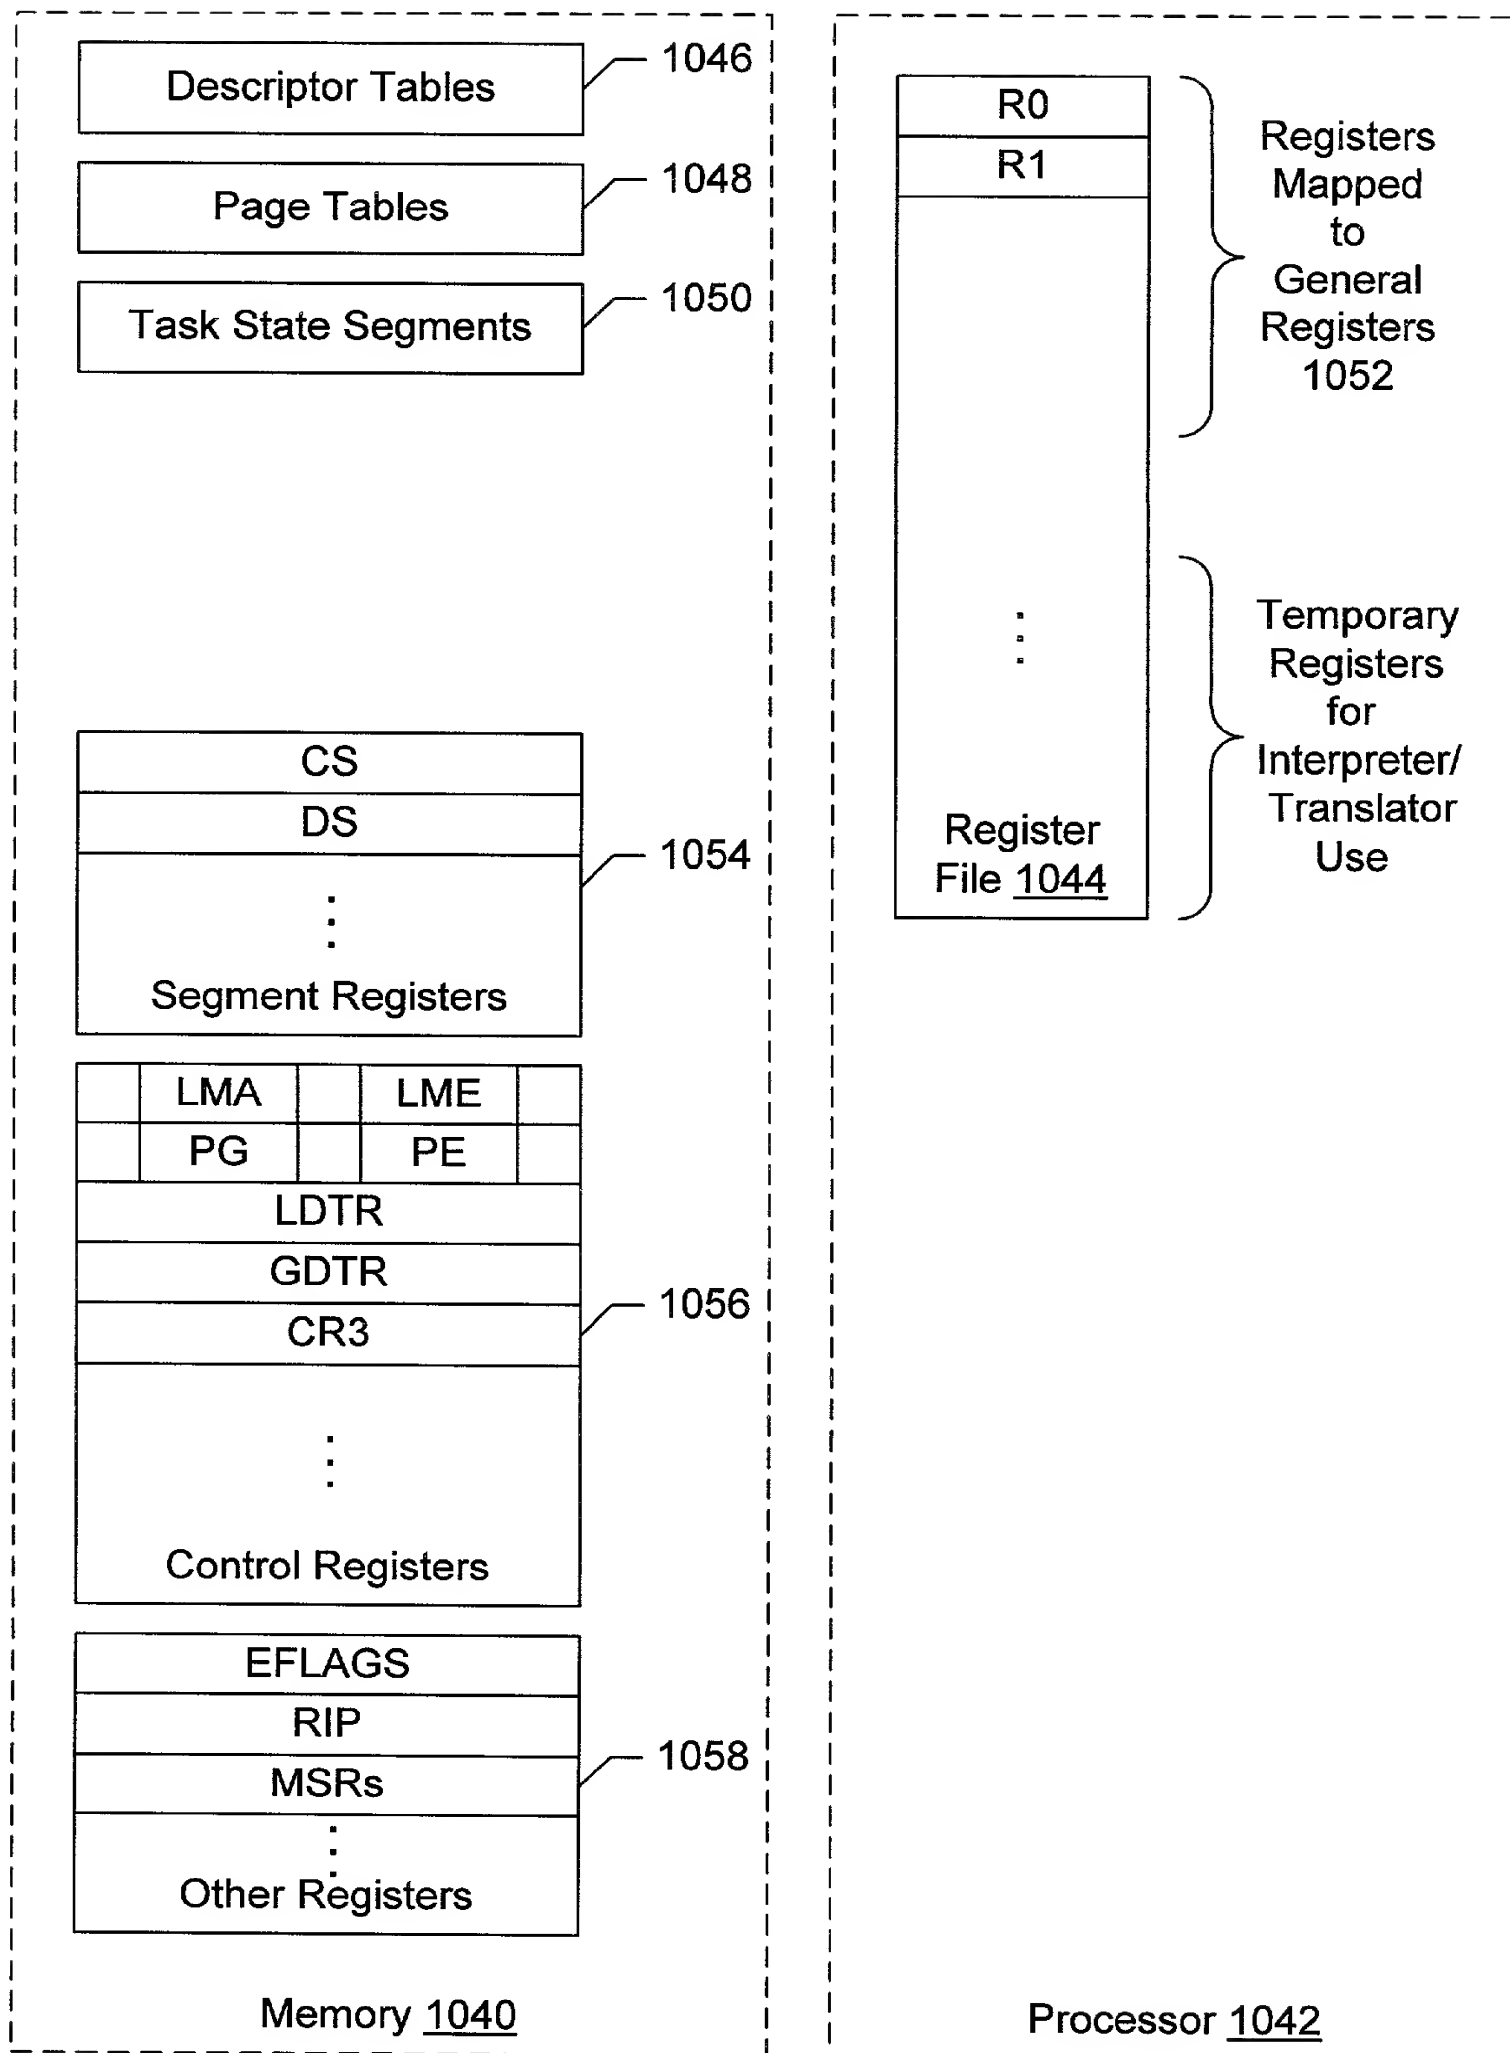 Descriptor Tables
1046
Page Tables
1048
Task State Segments
1050
CS
DS
1054
Segment Registers
LMA LME
PG PE
LDTR
GDTR
CR3
1056
Control Registers
EFLAGS
RIP
MSRs
1058
Other Registers
Memory 1040
R0
R1
Registers
Mapped
to
General
Registers
1052
Temporary
Registers
for
Interpreter/
Translator
Use
Register
File 1044
Processor 1042